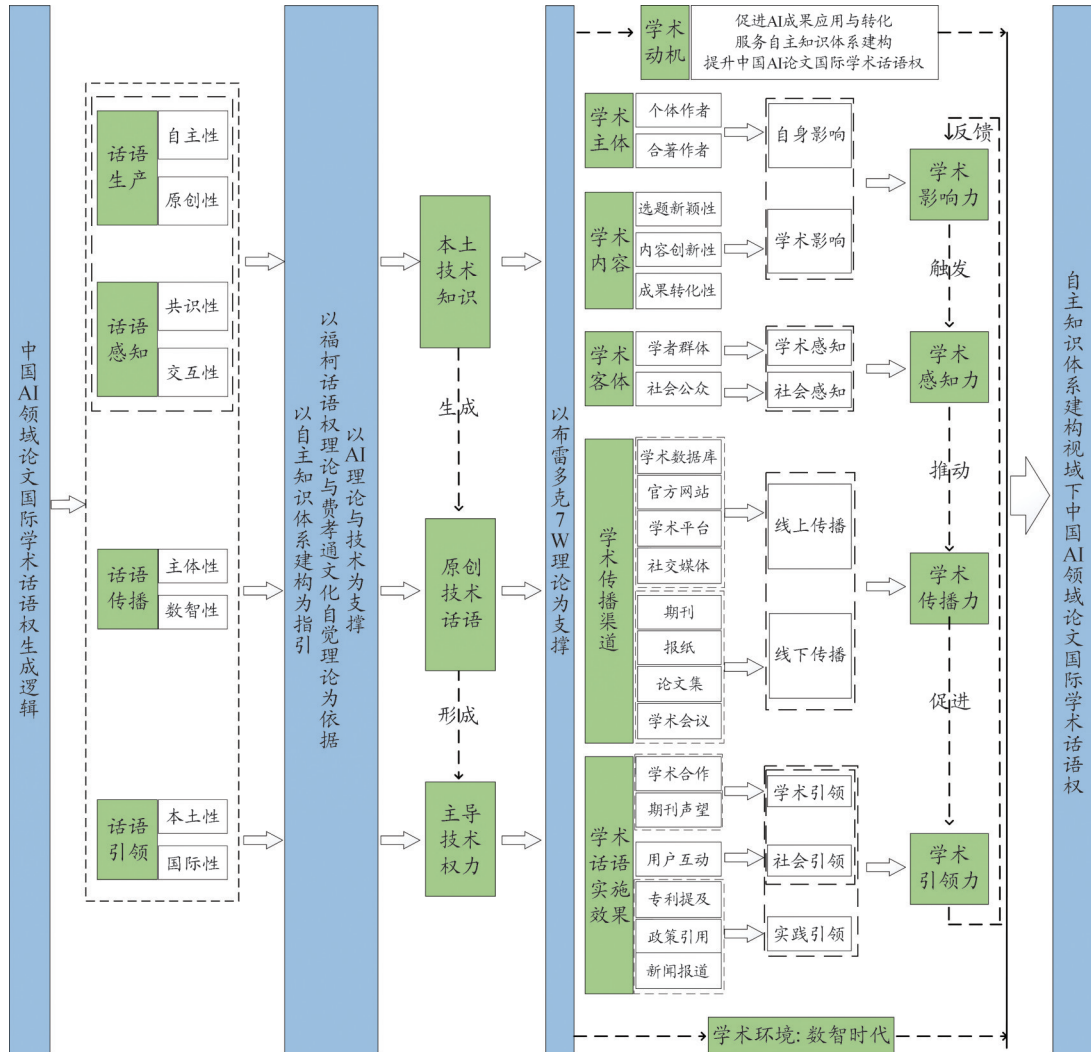 中国AI领域论文国际学术话语权生成逻辑
话语
生产
自主性
原创性
话语
感知
共识性
交互性
话语
传播
主体性
数智性
话语
引领
本土性
国际性
以自主知识体系建构为指引
以福柯话语权理论与费孝通文化自觉理论为依据
以AI理论与技术为支撑
本土
技术
知识
生成
原创
技术
话语
形成
主导
技术
权力
以布雷多克7W理论为支撑
学术
动机
促进AI成果应用与转化
服务自主知识体系建构
提升中国AI论文国际学术话语权
学术
主体
个体作者
合著作者
自身影响
学术
内容
选题新颖性
内容创新性
成果转化性
学术影响
学术
客体
学者群体
社会公众
学术感知
社会感知
学术传播渠道
学术数据库
官方网站
学术平台
社交媒体
线上传播
期刊
报纸
论文集
学术会议
线下传播
学术
话语
实施
效果
学术合作
期刊声望
用户互动
专利提及
政策引用
新闻报道
学术引领
社会引领
实践引领
反馈
学术
影响力
触发
学术
感知力
推动
学术
传播力
促进
学术
引领力
学术环境:数智时代
自主知识体系建构视域下中国AI领域论文国际学术话语权